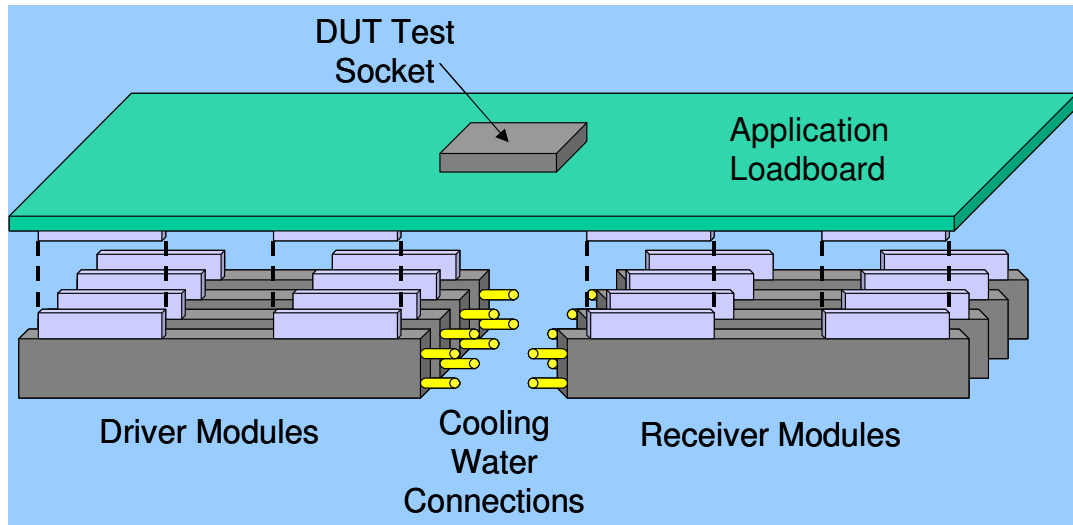 DUT Test
Socket
Application
Loadboard
Driver Modules
Cooling
Water
Connections
Receiver Modules